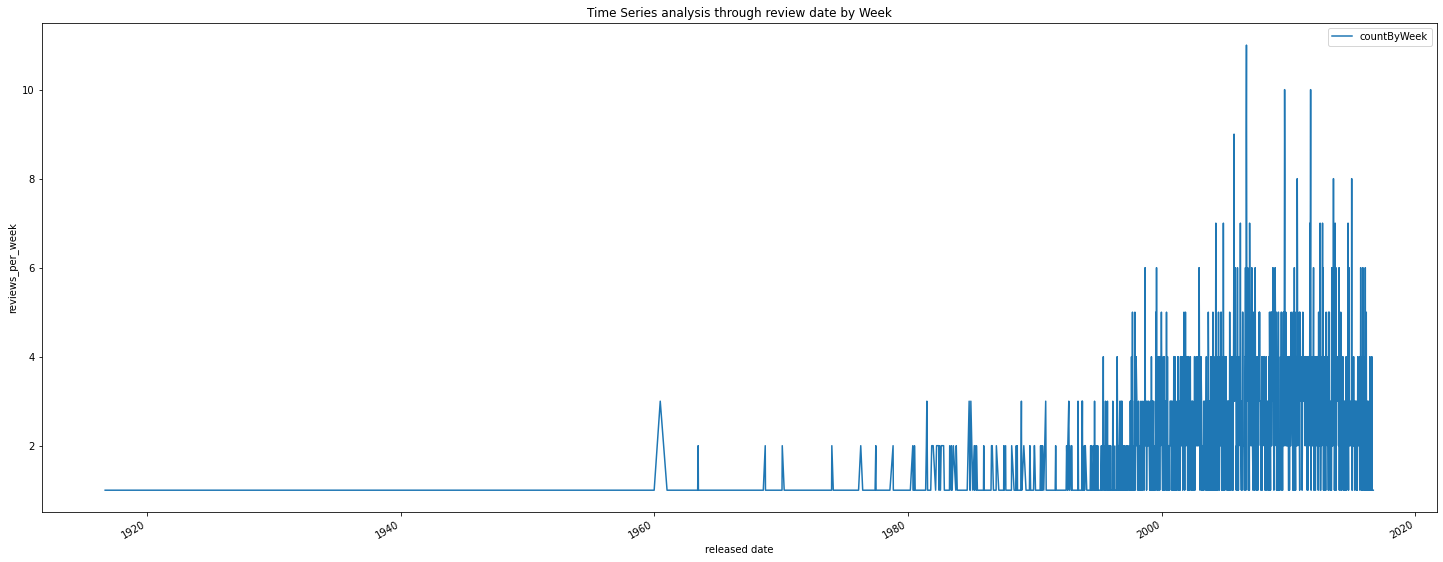 Time Series analysis through review date by Week
countByWeek
10
8
6
4
2
reviews_per_week
1920
1940
1960
1980
2000
2020
released date